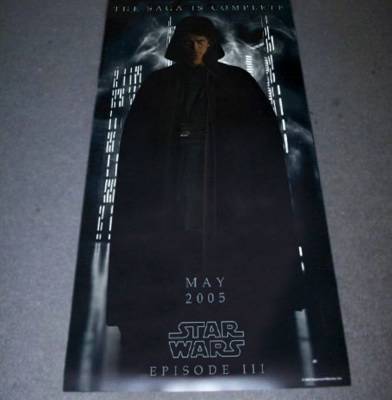 THE SAGA IS COMPLETE
MAY
2005
STAR
WARS
EPISODE III